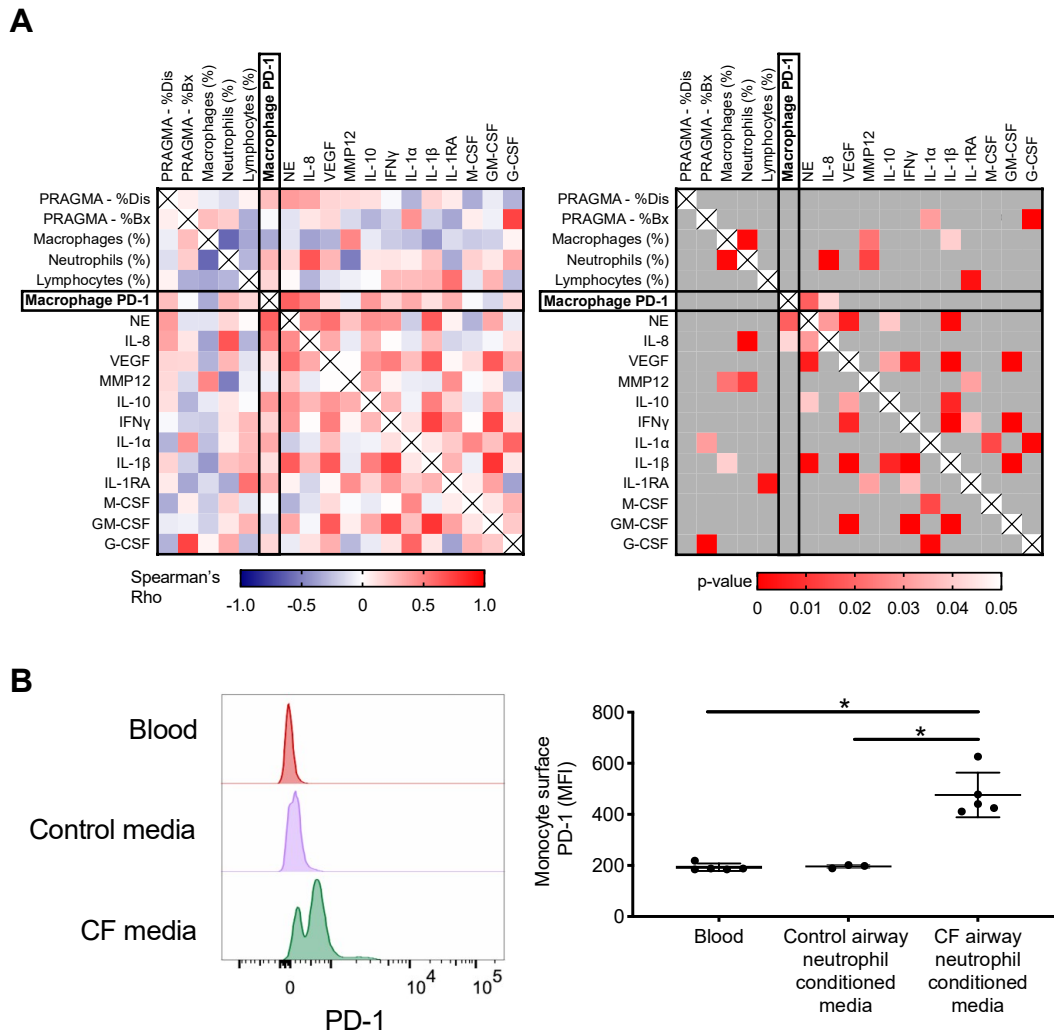 A
PRAGMA - %Dis
PRAGMA - %Bx
Macrophages (%)
Neutrophils (%)
Lymphocytes (%)
Macrophage PD-1
NE
IL-8
VEGF
MMP12
IL-10
IFNγ
IL-1α
IL-1β
IL-1RA
M-CSF
GM-CSF
G-CSF
PRAGMA - %Dis
PRAGMA - %Bx
Macrophages (%)
Neutrophils (%)
Lymphocytes (%)
Macrophage PD-1
NE
IL-8
VEGF
MMP12
IL-10
IFNγ
IL-1α
IL-1β
IL-1RA
M-CSF
GM-CSF
G-CSF
Spearman's
Rho
-1.0 -0.5 0 0.5 1.0
PRAGMA - %Dis
PRAGMA - %Bx
Macrophages (%)
Neutrophils (%)
Lymphocytes (%)
Macrophage PD-1
NE
IL-8
VEGF
MMP12
IL-10
IFNγ
IL-1α
IL-1β
IL-1RA
M-CSF
GM-CSF
G-CSF
PRAGMA - %Dis
PRAGMA - %Bx
Macrophages (%)
Neutrophils (%)
Lymphocytes (%)
Macrophage PD-1
NE
IL-8
VEGF
MMP12
IL-10
IFNγ
IL-1α
IL-1β
IL-1RA
M-CSF
GM-CSF
G-CSF
p-value
0 0.01 0.02 0.03 0.04 0.05
B
Blood
Control media
CF media
0 10^4 10^5
PD-1
Monocyte surface
PD-1 (MFI)
800
600
400
200
0
*
*
Blood
Control airway
neutrophil
conditioned
media
CF airway
neutrophil
conditioned
media